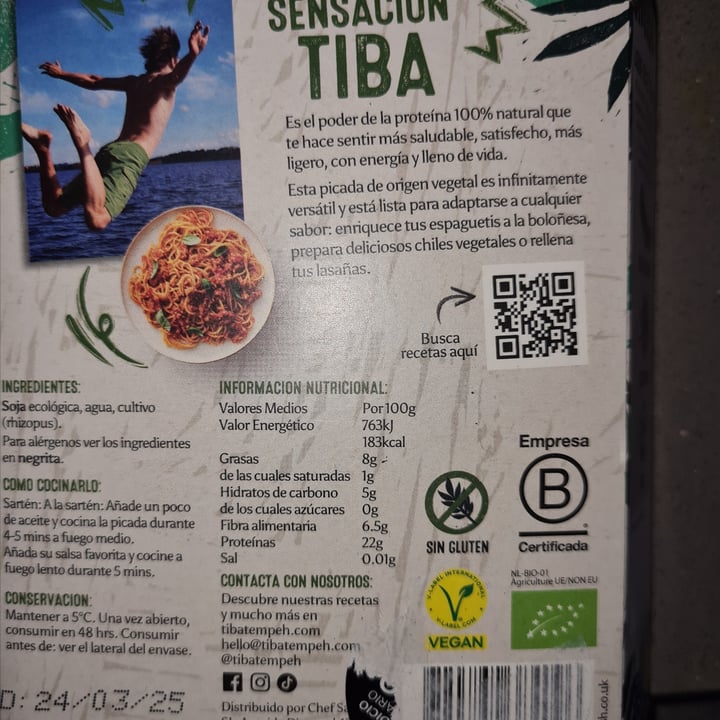 SENSACIÓN
TIBA
Es el poder de la proteína 100% natural que
te hace sentir más saludable, satisfecho, más
ligero, con energía y lleno de vida.
Esta picada de origen vegetal es infinitamente
versátil y está lista para adaptarse a cualquier
sabor: enriquece tus espaguetis a la boloñesa,
prepara deliciosos chiles vegetales o rellena
tus lasañas.
Busca
recetas aquí
INGREDIENTES:
Soja ecológica, agua, cultivo
(rhizopus).
Para alérgenos ver los ingredientes
en negrita.
COMO COCINARLO:
Sartén: A la sartén: Añade un poco
de aceite y cocina la picada durante
4-5 mins a fuego medio.
Añada su salsa favorita y cocine a
fuego lento durante 5 mins.
CONSERVACION:
Mantener a 5°C. Una vez abierto,
consumir en 48 hrs. Consumir
antes de: ver el lateral del envase.
D: 24/03/25
INFORMACION NUTRICIONAL:
Valores Medios Por 100g
Valor Energético 763kJ
183kcal
Grasas 8g
de las cuales saturadas 1g
Hidratos de carbono 5g
de los cuales azúcares 0g
Fibra alimentaria 6.5g
Proteínas 22g
Sal 0.01g
CONTACTA CON NOSOTROS:
Descubre nuestras recetas
y mucho más en
tibatempeh.com
hello@tibatempeh.com
@tibatempeh
Distribuido por Chef
SIN GLUTEN
Empresa
B
Certificada
V-LABEL INTERNATIONAL
V-LABEL.COM
VEGAN
NL-BIO-01
Agriculture UE/NON EU
h.co.uk